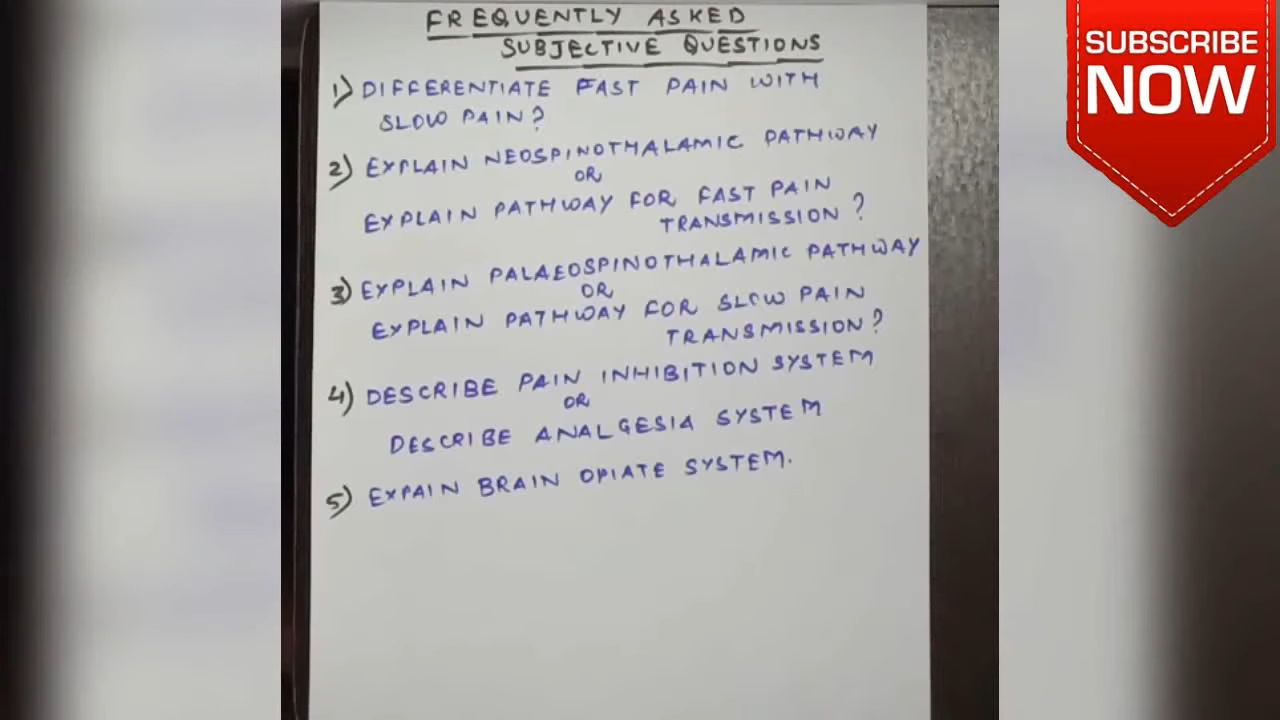 FREQUENTLY ASKED
SUBJECTIVE QUESTIONS
1) DIFFERENTIATE FAST PAIN WITH
SLOW PAIN?
2) EXPLAIN NEOSPINOTHALAMIC PATHWAY
OR
EXPLAIN PATHWAY FOR FAST PAIN
TRANSMISSION?
3) EXPLAIN PALAEOSPINOTHALAMIC PATHWAY
OR
EXPLAIN PATHWAY FOR SLOW PAIN
TRANSMISSION?
4) DESCRIBE PAIN INHIBITION SYSTEM
OR
DESCRIBE ANALGESIA SYSTEM
5) EXPAIN BRAIN OPIATE SYSTEM.
SUBSCRIBE
NOW